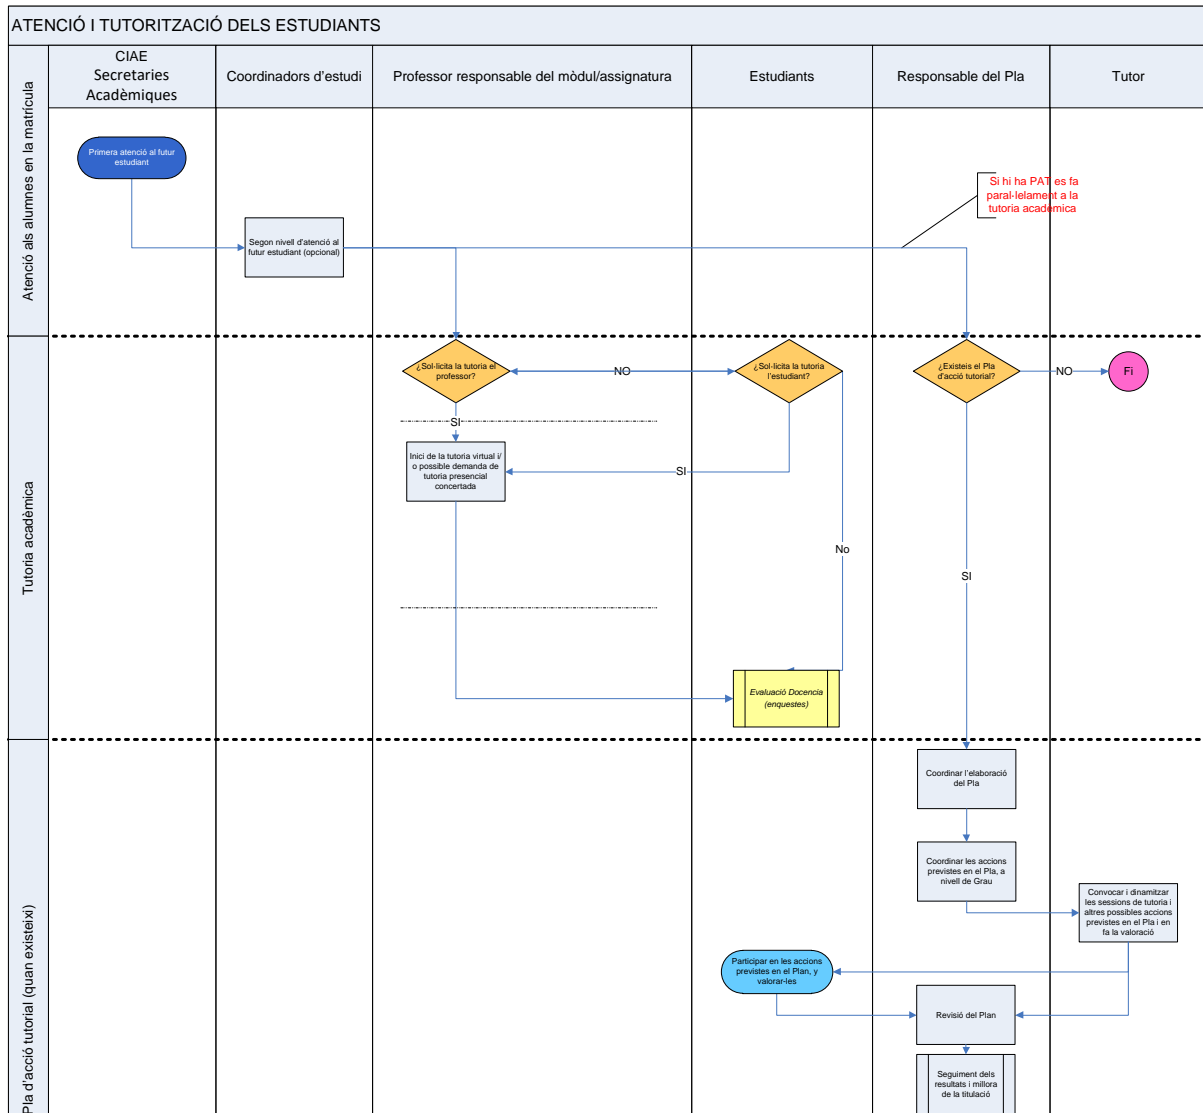 ATENCIÓ I TUTORITZACIÓ DELS ESTUDIANTS
CIAE
Secretaries
Acadèmiques
Coordinadors d'estudi
Professor responsable del mòdul/assignatura
Estudiants
Responsable del Pla
Tutor
Atenció als alumnes en la matrícula
Primera atenció al futur
estudiant
Si hi ha PAT es fa
paral·lelament a la
tutoria acadèmica
Segon nivell d'atenció al
futur estudiant (opcional)
Tutoria acadèmica
¿Sol·licita la tutoria el
professor?
NO
¿Sol·licita la tutoria
l'estudiant?
¿Existeis el Pla
d'acció tutorial?
NO
Fi
SI
Inici de la tutoria virtual i/
o possible demanda de
tutoria presencial
concertada
SI
No
SI
Evaluació Docencia
(enquestes)
Pla d'acció tutorial (quan existeixi)
Coordinar l'elaboració
del Pla
Coordinar les accions
previstes en el Pla, a
nivell de Grau
Convocar i dinamitzar
les sessions de tutoria i
altres possibles accions
previstes en el Pla i en
fa la valoració
Participar en les accions
previstes en el Plan, y
valorar-les
Revisió del Plan
Seguiment dels
resultats i millora
de la titulació